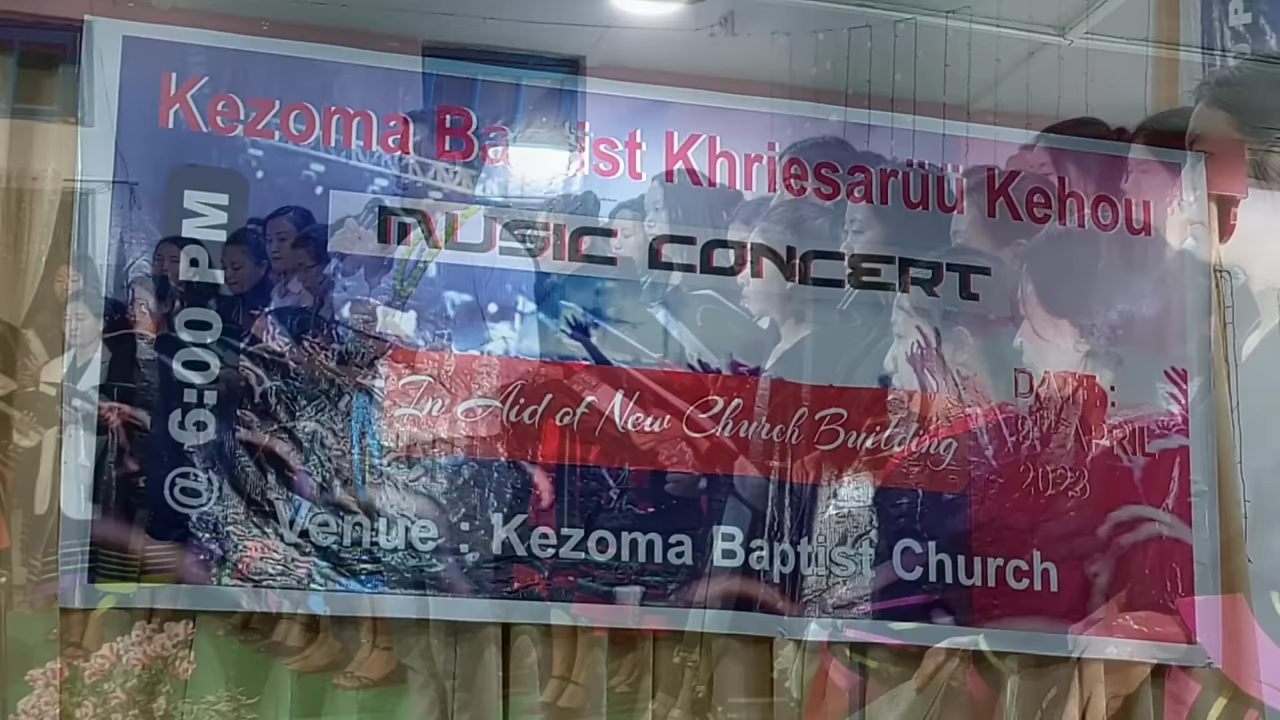 Kezoma Baptist Khriesarüü Kehou
MUSIC CONCERT
In Aid of New Church Building
DATE :
APRIL
2023
@ 6:00 PM
Venue : Kezoma Baptist Church